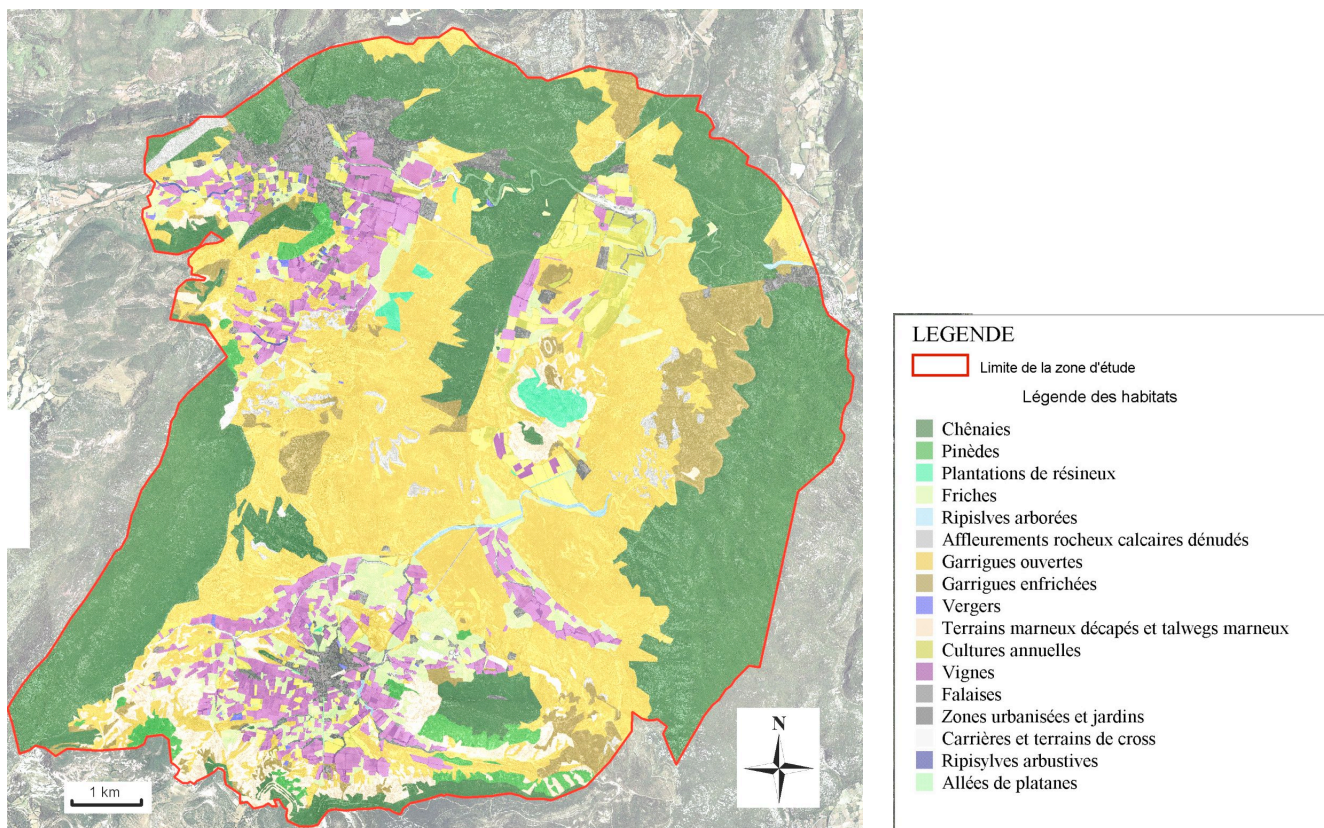 N
1 km
LEGENDE
Limite de la zone d'étude
Légende des habitats
Chênaies
Pinèdes
Plantations de résineux
Friches
Ripislves arborées
Affleurements rocheux calcaires dénudés
Garrigues ouvertes
Garrigues enfrichées
Vergers
Terrains marneux décapés et talwegs marneux
Cultures annuelles
Vignes
Falaises
Zones urbanisées et jardins
Carrières et terrains de cross
Ripisylves arbustives
Allées de platanes